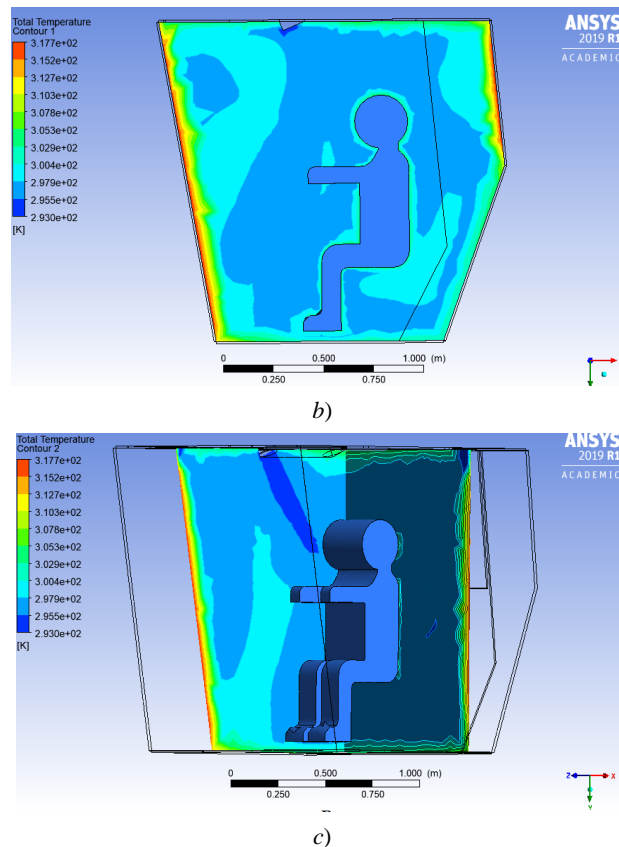 Total Temperature
Contour 1
3.177e+02
3.152e+02
3.127e+02
3.103e+02
3.078e+02
3.053e+02
3.029e+02
3.004e+02
2.979e+02
2.955e+02
2.930e+02
[K]
ANSYS
2019 R1
ACADEMIC
0 0.500 1.000 (m)
0.250 0.750
b)
Total Temperature
Contour 2
3.177e+02
3.152e+02
3.127e+02
3.103e+02
3.078e+02
3.053e+02
3.029e+02
3.004e+02
2.979e+02
2.955e+02
2.930e+02
[K]
ANSYS
2019 R1
ACADEMIC
0 0.500 1.000 (m)
0.250 0.750
Z X
Y
c)